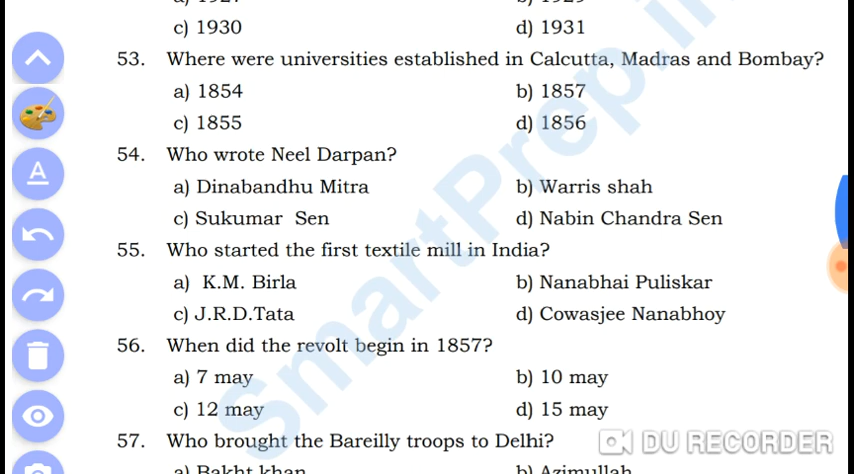 c) 1930 d) 1931
53. Where were universities established in Calcutta, Madras and Bombay?
a) 1854 b) 1857
c) 1855 d) 1856
54. Who wrote Neel Darpan?
a) Dinabandhu Mitra b) Warris shah
c) Sukumar Sen d) Nabin Chandra Sen
55. Who started the first textile mill in India?
a) K.M. Birla b) Nanabhai Puliskar
c) J.R.D.Tata d) Cowasjee Nanabhoy
56. When did the revolt begin in 1857?
a) 7 may b) 10 may
c) 12 may d) 15 may
57. Who brought the Bareilly troops to Delhi?
a) Bakht khan b) Azimullah
SmartPrep.in
A
DU RECORDER